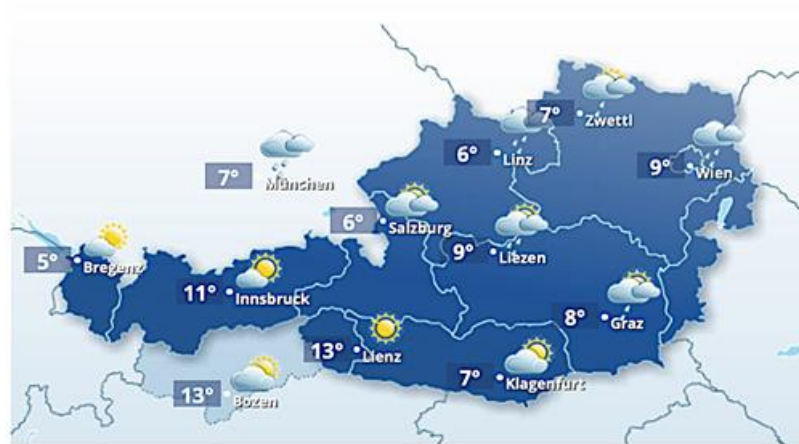 7° Zwettl
6° Linz
9° Wien
7° München
6° Salzburg
9° Liezen
5° Bregenz
11° Innsbruck
8° Graz
13° Lienz
7° Klagenfurt
13° Bozen